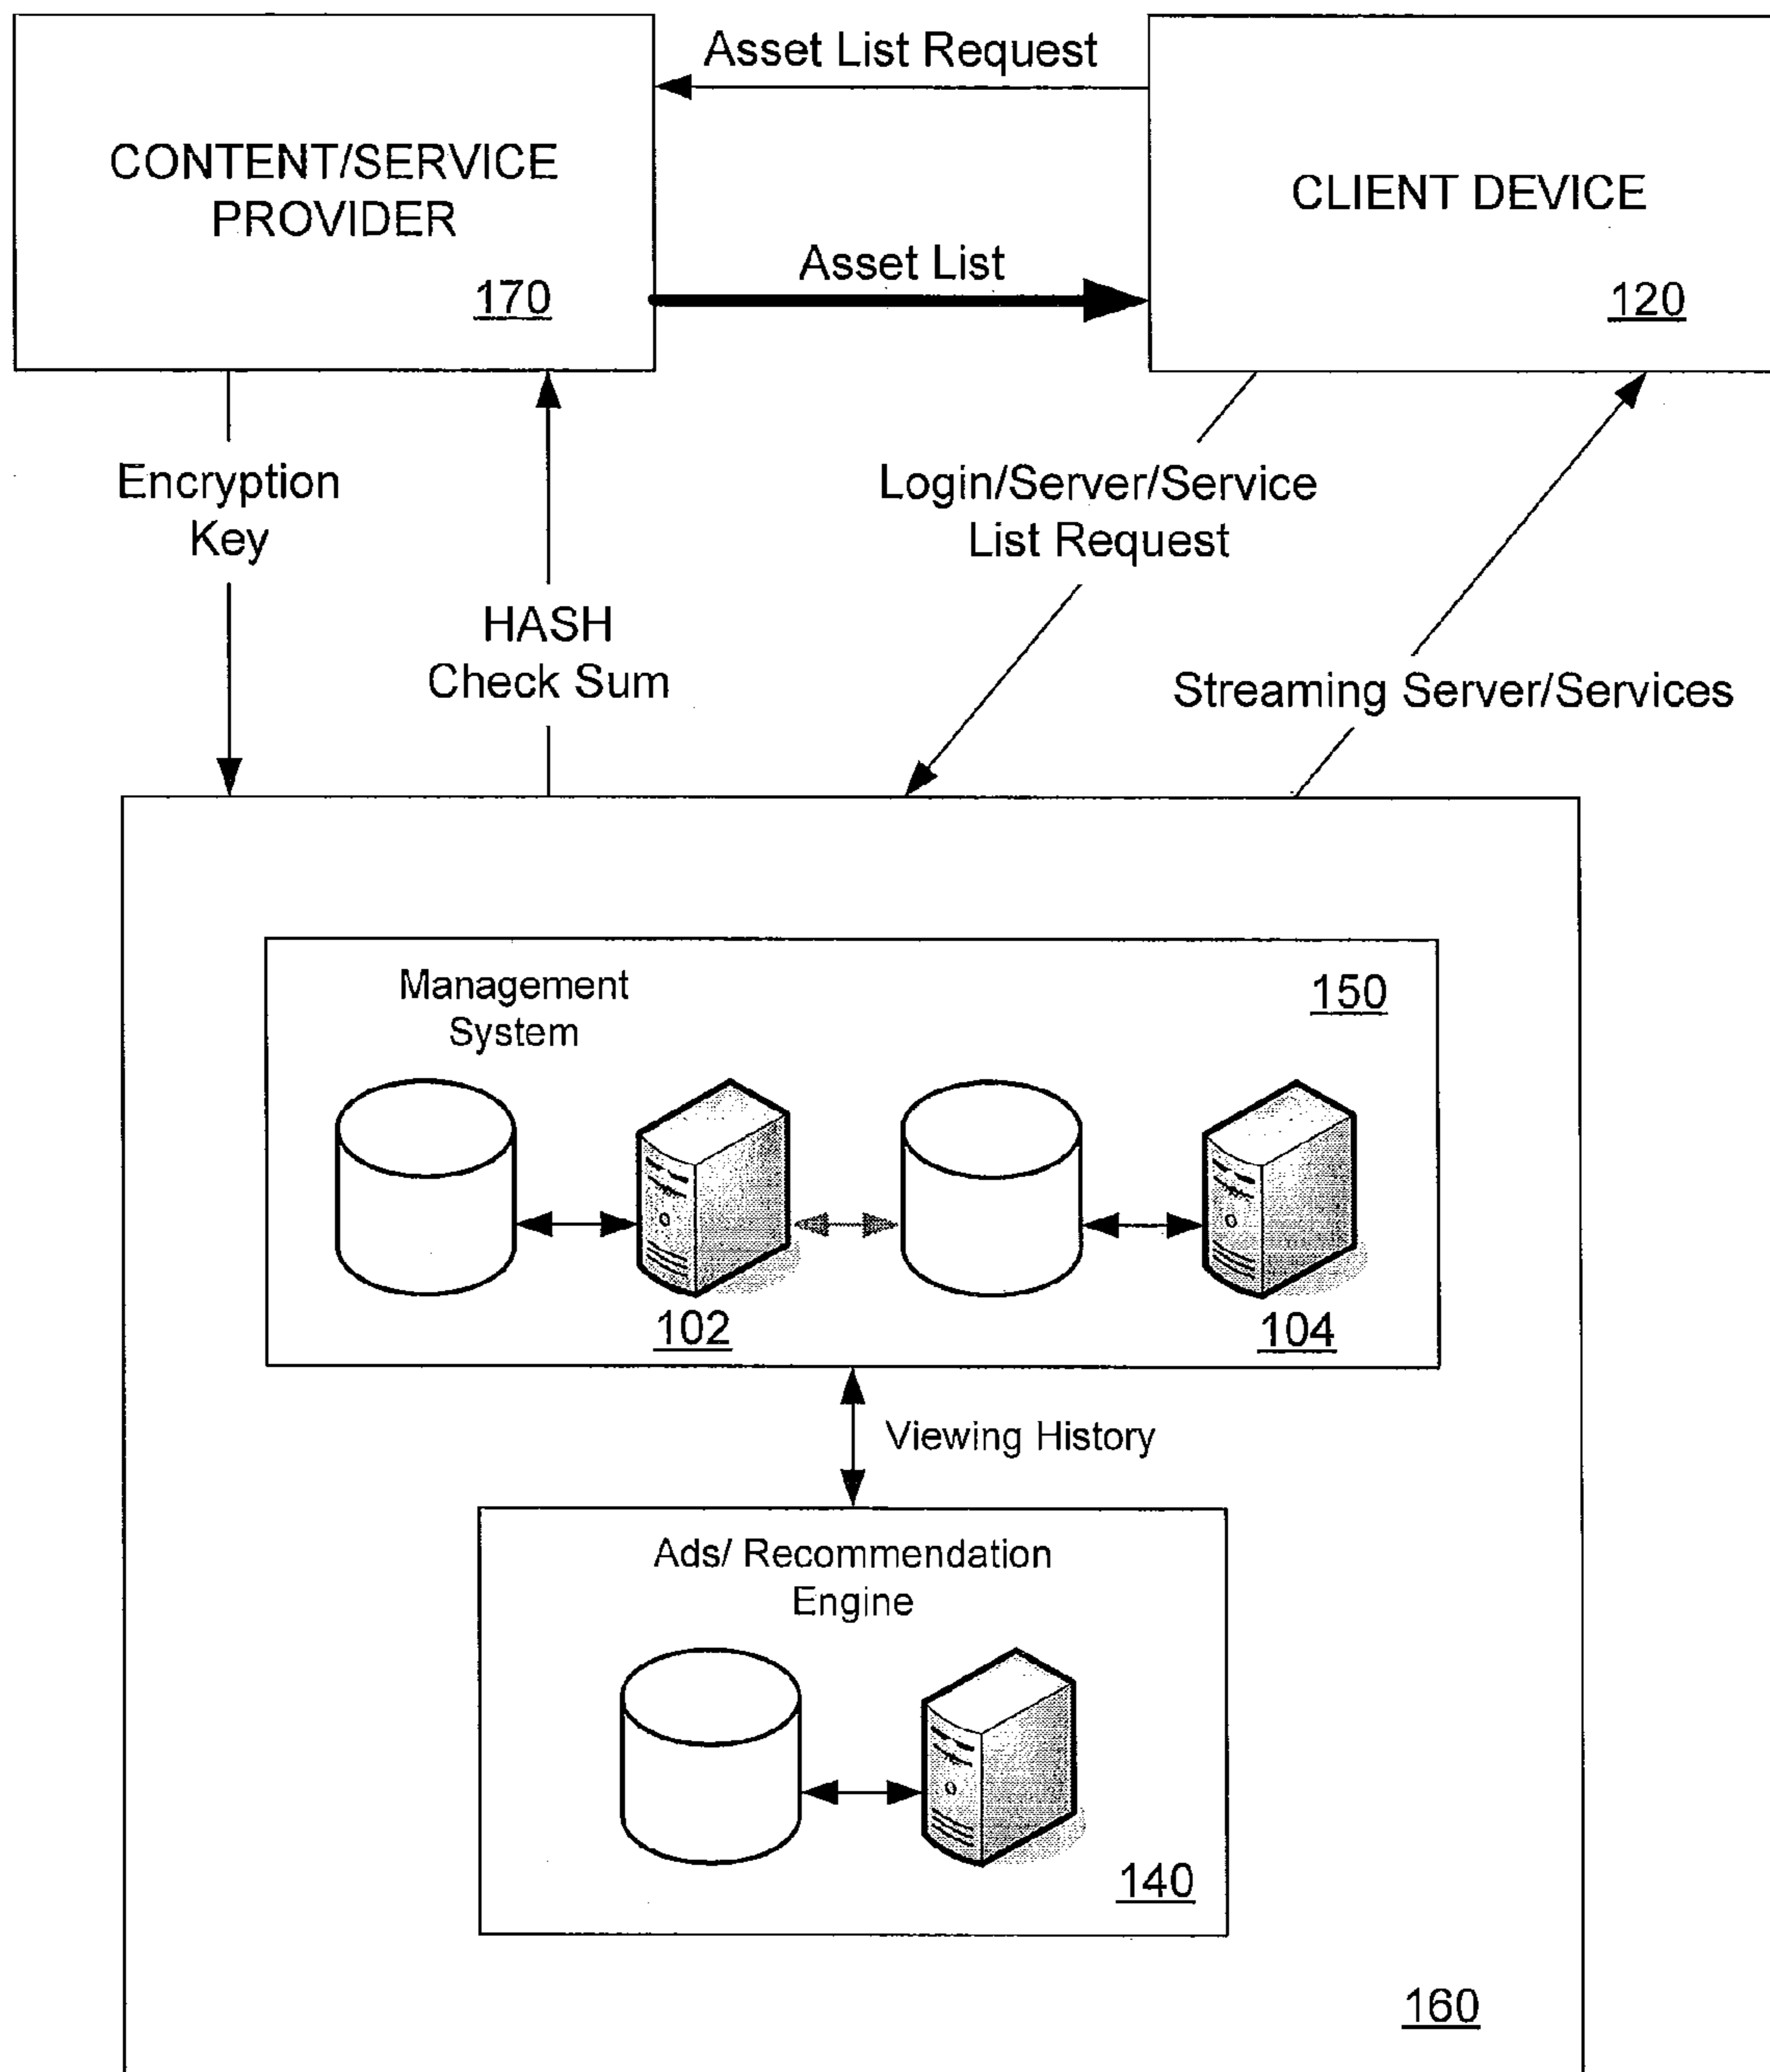 Asset List Request
CONTENT/SERVICE
PROVIDER
170
CLIENT DEVICE
120
Asset List
Encryption
Key
HASH
Check Sum
Login/Server/Service
List Request
Streaming Server/Services
Management
System
150
102
104
Viewing History
Ads/ Recommendation
Engine
140
160